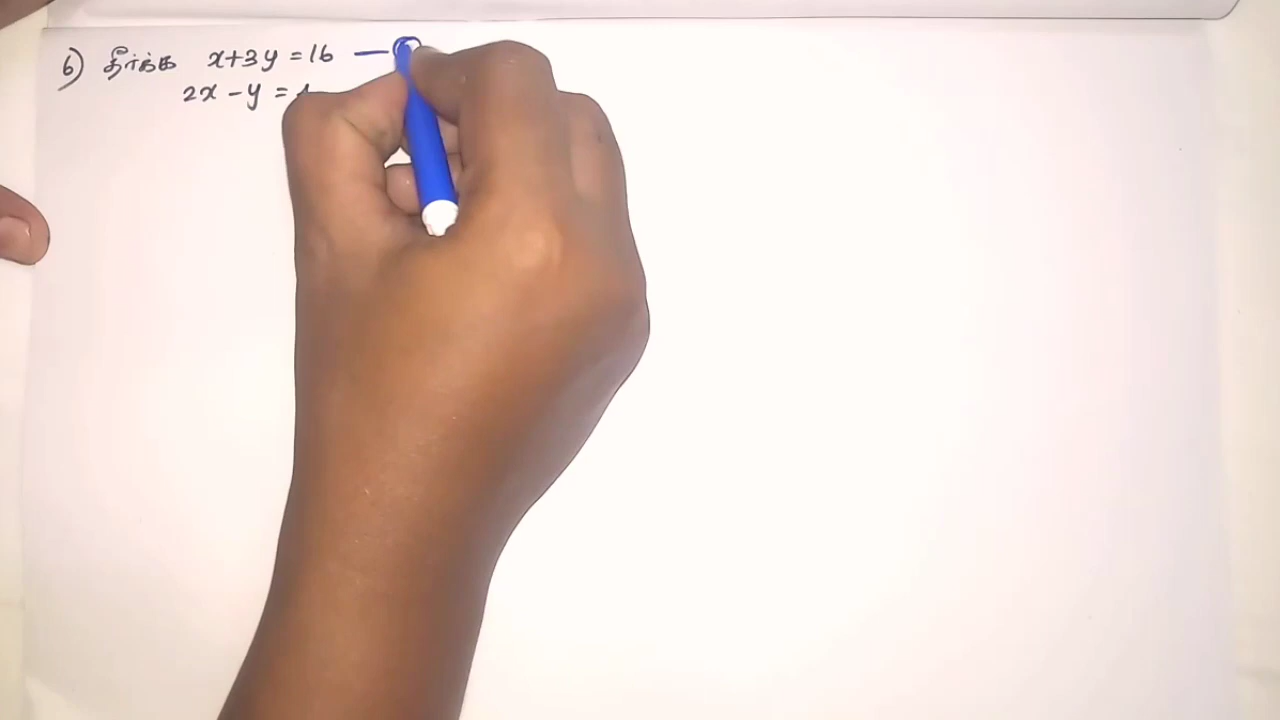 6) தீர்க்க x+3y = 16 —
2x - y =